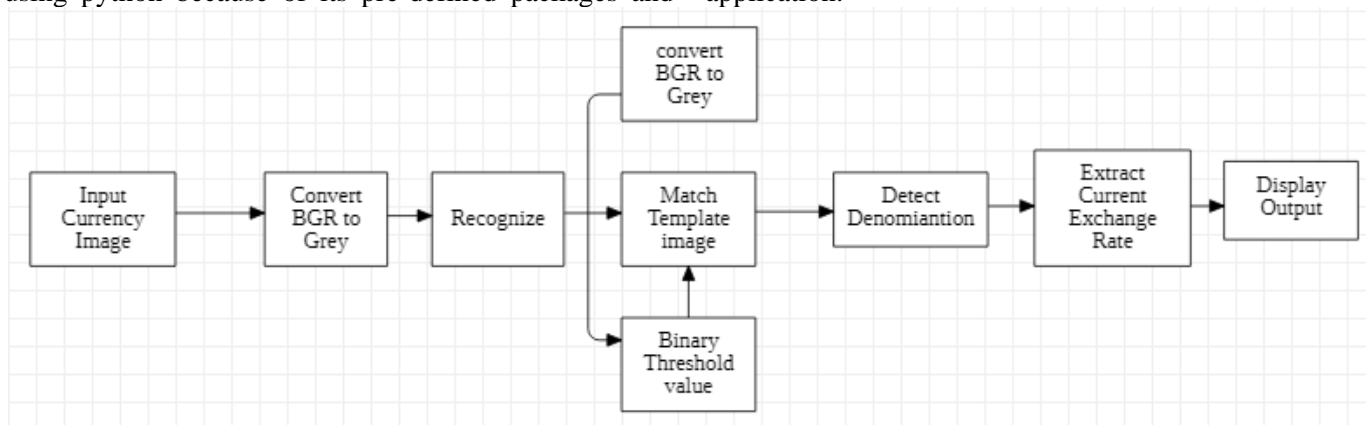 using python because of its pre-defined packages and application.
convert
BGR to
Grey
Input
Currency
Image
Convert
BGR to
Grey
Recognize
Match
Template
image
Detect
Denomiantion
Extract
Current
Exchange
Rate
Display
Output
Binary
Threshold
value